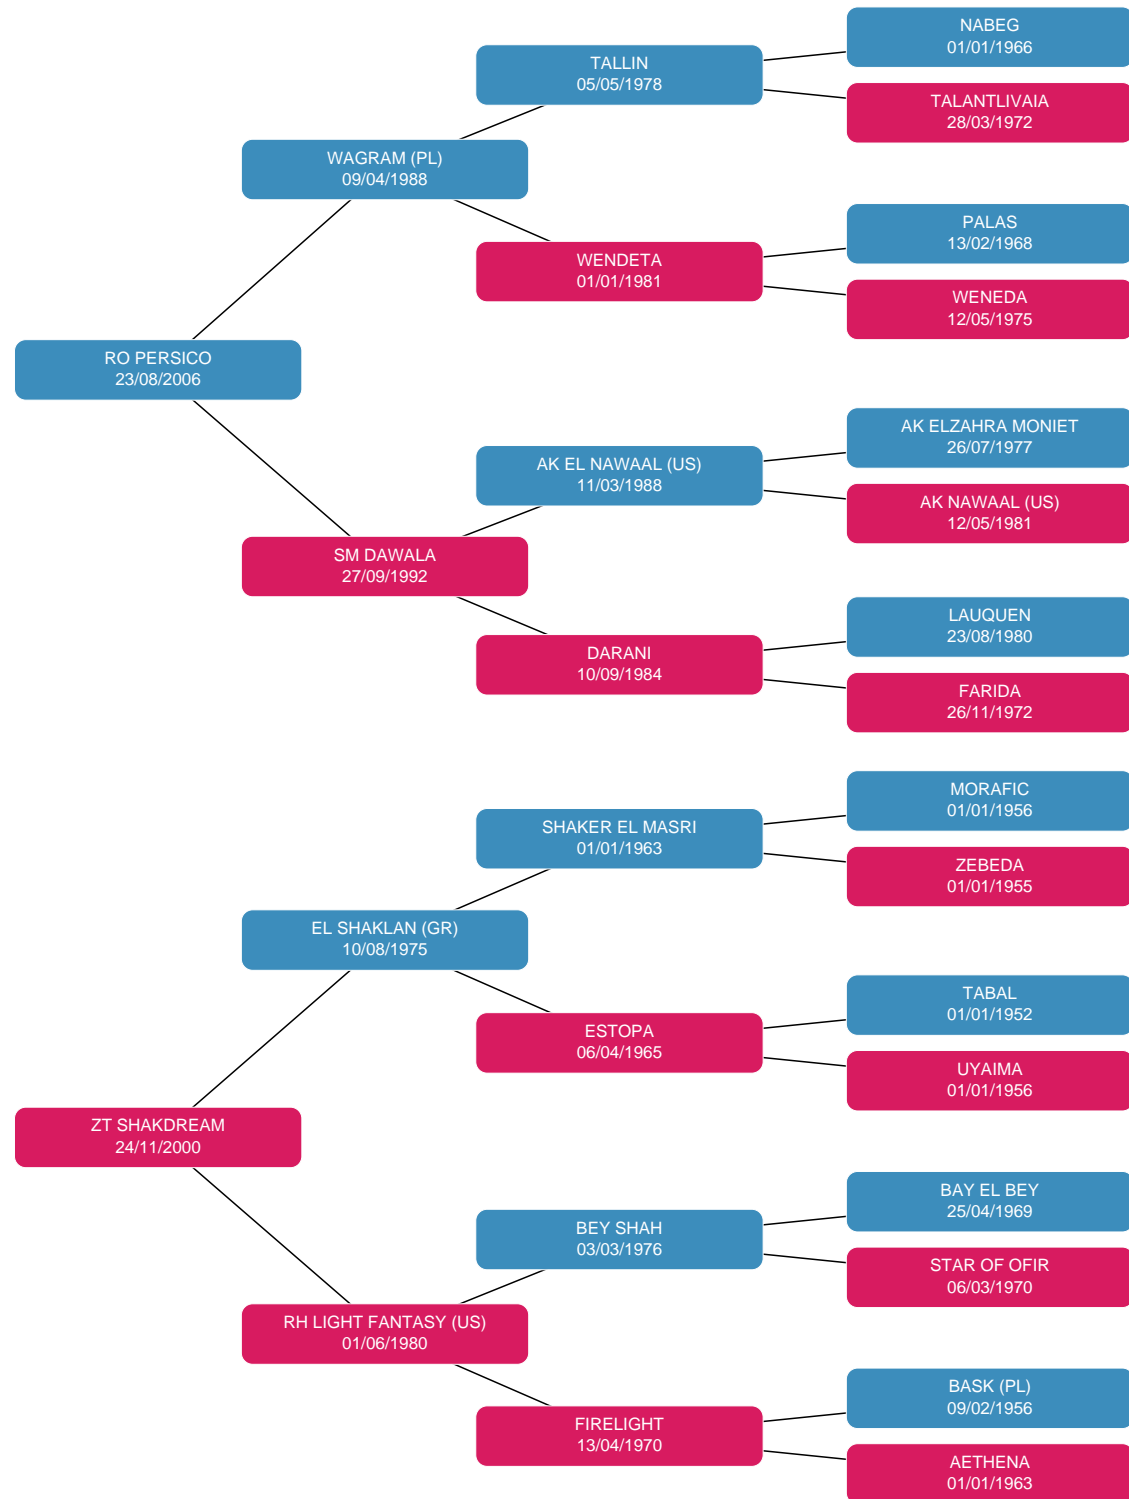 NABEG
01/01/1966
TALLIN
05/05/1978
TALANTLIVAIA
28/03/1972
WAGRAM (PL)
09/04/1988
PALAS
13/02/1968
WENDETA
01/01/1981
WENEDA
12/05/1975
RO PERSICO
23/08/2006
AK ELZAHRA MONIET
26/07/1977
AK EL NAWAAL (US)
11/03/1988
AK NAWAAL (US)
12/05/1981
SM DAWALA
27/09/1992
LAUQUEN
23/08/1980
DARANI
10/09/1984
FARIDA
26/11/1972
MORAFIC
01/01/1956
SHAKER EL MASRI
01/01/1963
ZEBEDA
01/01/1955
EL SHAKLAN (GR)
10/08/1975
TABAL
01/01/1952
ESTOPA
06/04/1965
UYAIMA
01/01/1956
ZT SHAKDREAM
24/11/2000
BAY EL BEY
25/04/1969
BEY SHAH
03/03/1976
STAR OF OFIR
06/03/1970
RH LIGHT FANTASY (US)
01/06/1980
BASK (PL)
09/02/1956
FIRELIGHT
13/04/1970
AETHENA
01/01/1963